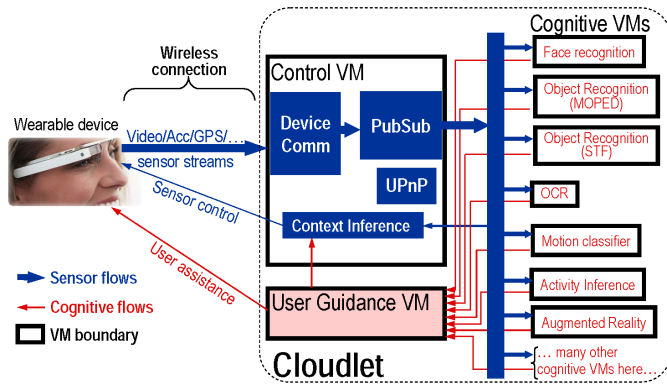 Cognitive VMs
Wireless
connection
Control VM
Face recognition
Object Recognition
(MOPED)
Wearable device
Device
Comm
PubSub
Video/Acc/GPS/…
sensor streams
Object Recognition
(STF)
UPnP
OCR
Sensor control
Context Inference
Motion classifier
User assistance
Sensor flows
Cognitive flows
VM boundary
User Guidance VM
Activity Inference
Augmented Reality
Cloudlet
… many other
cognitive VMs here…